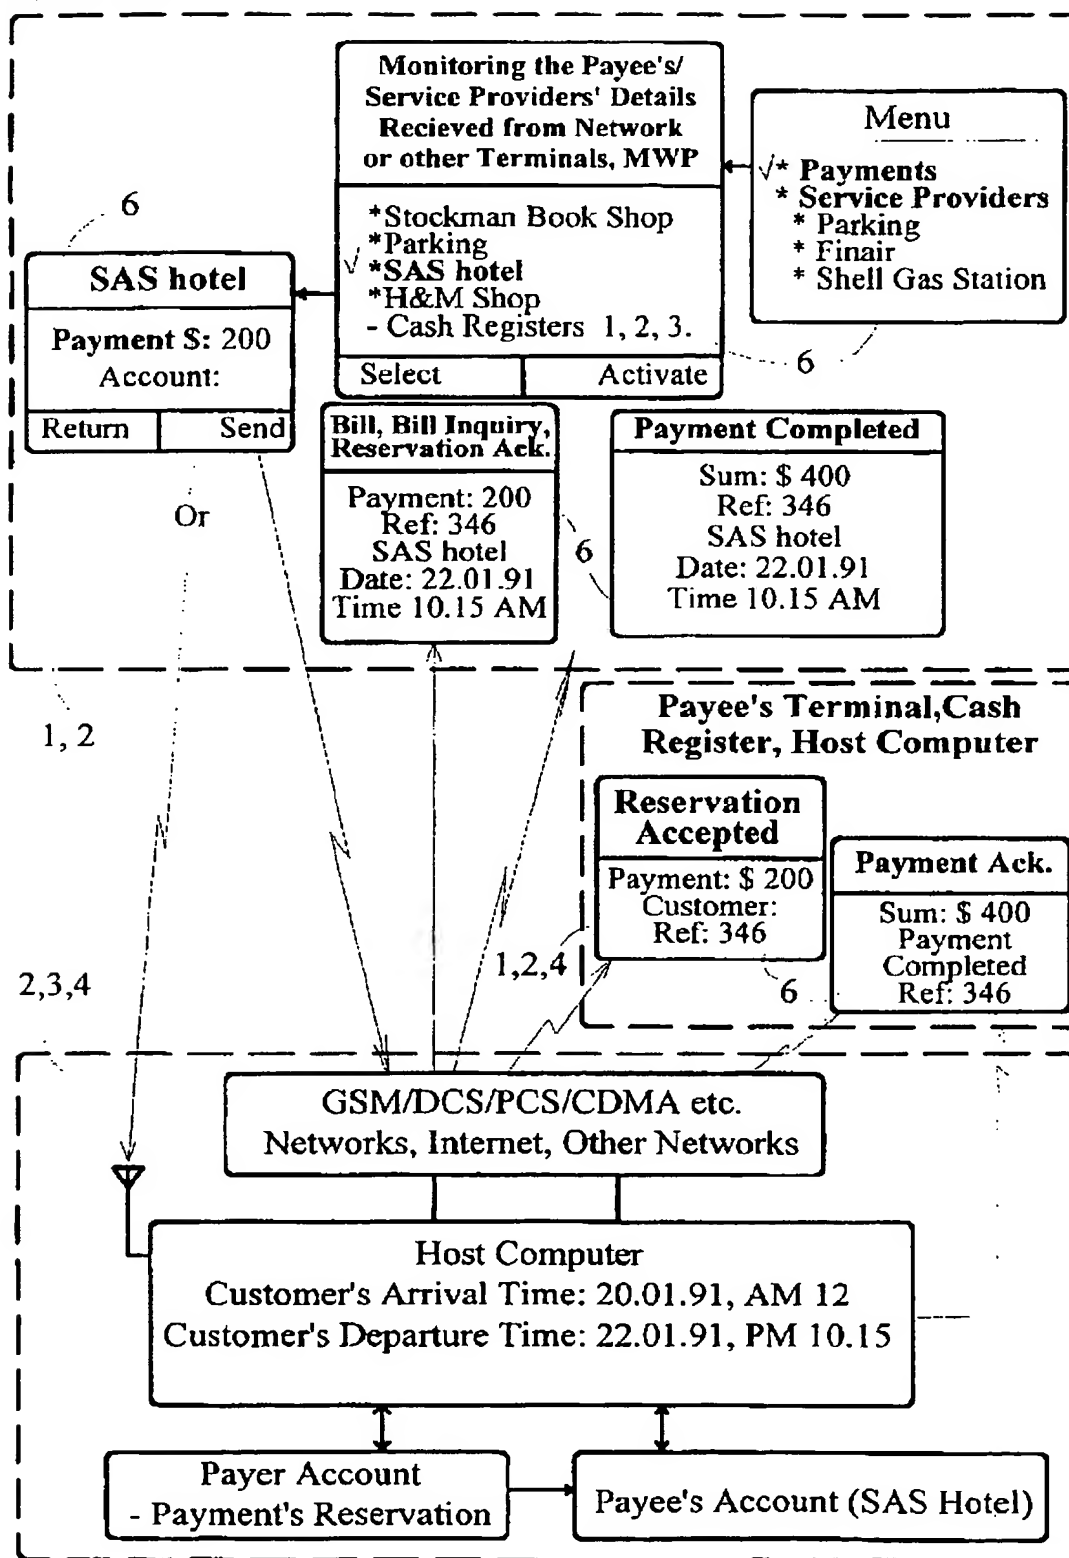 Monitoring the Payee's/
Service Providers' Details
Recieved from Network
or other Terminals, MWP
*Stockman Book Shop
*Parking
√ *SAS hotel
*H&M Shop
- Cash Registers 1, 2, 3.
Select Activate
Menu
√* Payments
* Service Providers
* Parking
* Finair
* Shell Gas Station
6
SAS hotel
Payment $: 200
Account:
Return Send
6
Or
Bill, Bill Inquiry,
Reservation Ack.
Payment: 200
Ref: 346
SAS hotel
Date: 22.01.91
Time 10.15 AM
6
Payment Completed
Sum: $ 400
Ref: 346
SAS hotel
Date: 22.01.91
Time 10.15 AM
1, 2
Payee's Terminal,Cash
Register, Host Computer
Reservation
Accepted
Payment: $ 200
Customer:
Ref: 346
Payment Ack.
Sum: $ 400
Payment
Completed
Ref: 346
1,2,4
6
2,3,4
GSM/DCS/PCS/CDMA etc.
Networks, Internet, Other Networks
Host Computer
Customer's Arrival Time: 20.01.91, AM 12
Customer's Departure Time: 22.01.91, PM 10.15
Payer Account
- Payment's Reservation
Payee's Account (SAS Hotel)